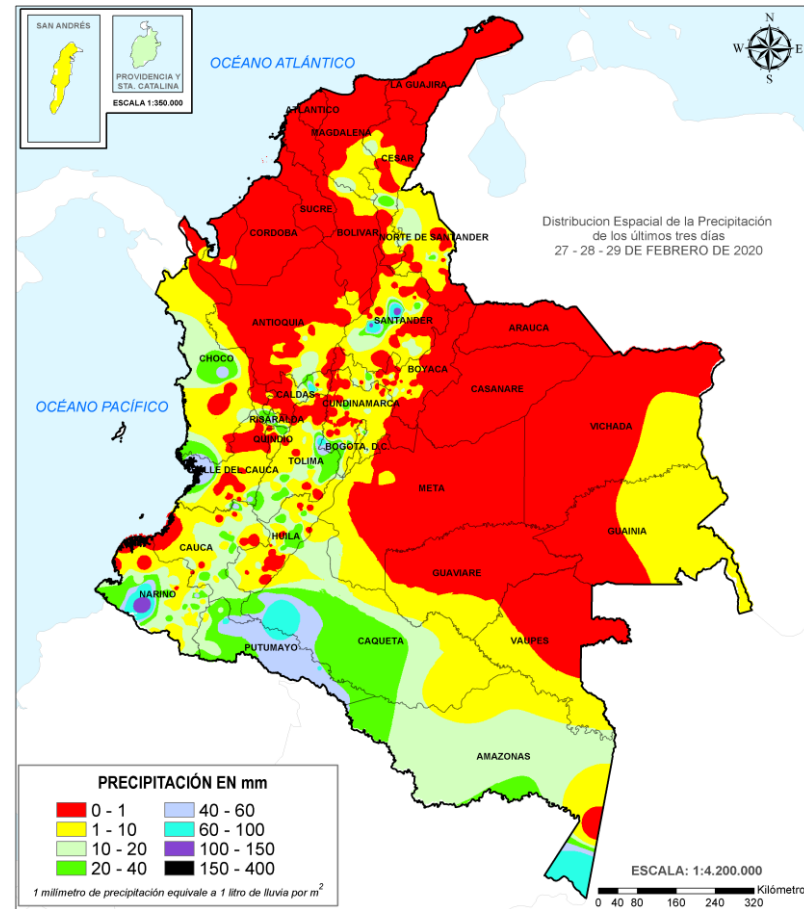 SAN ANDRÉS
PROVIDENCIA Y
STA. CATALINA
ESCALA 1:350.000
OCÉANO ATLÁNTICO
N
W
E
S
LA GUAJIRA
ATLANTICO
MAGDALENA
CESAR
SUCRE
CORDOBA
BOLIVAR
NORTE DE SANTANDER
Distribucion Espacial de la Precipitación
de los últimos tres días
27 - 28 - 29 DE FEBRERO DE 2020
ANTIOQUIA
SANTANDER
ARAUCA
CHOCO
BOYACA
CASANARE
OCÉANO PACÍFICO
CALDAS
CUNDINAMARCA
RISARALDA
VICHADA
QUINDIO
BOGOTA, D.C.
TOLIMA
VALLE DEL CAUCA
META
GUAINIA
HUILA
CAUCA
GUAVIARE
NARIÑO
CAQUETA
VAUPES
PUTUMAYO
AMAZONAS
PRECIPITACIÓN EN mm
0 - 1
40 - 60
1 - 10
60 - 100
10 - 20
100 - 150
20 - 40
150 - 400
1 milímetro de precipitación equivale a 1 litro de lluvia por m²
ESCALA: 1:4.200.000
Kilómetro
0 40 80 160 240 320